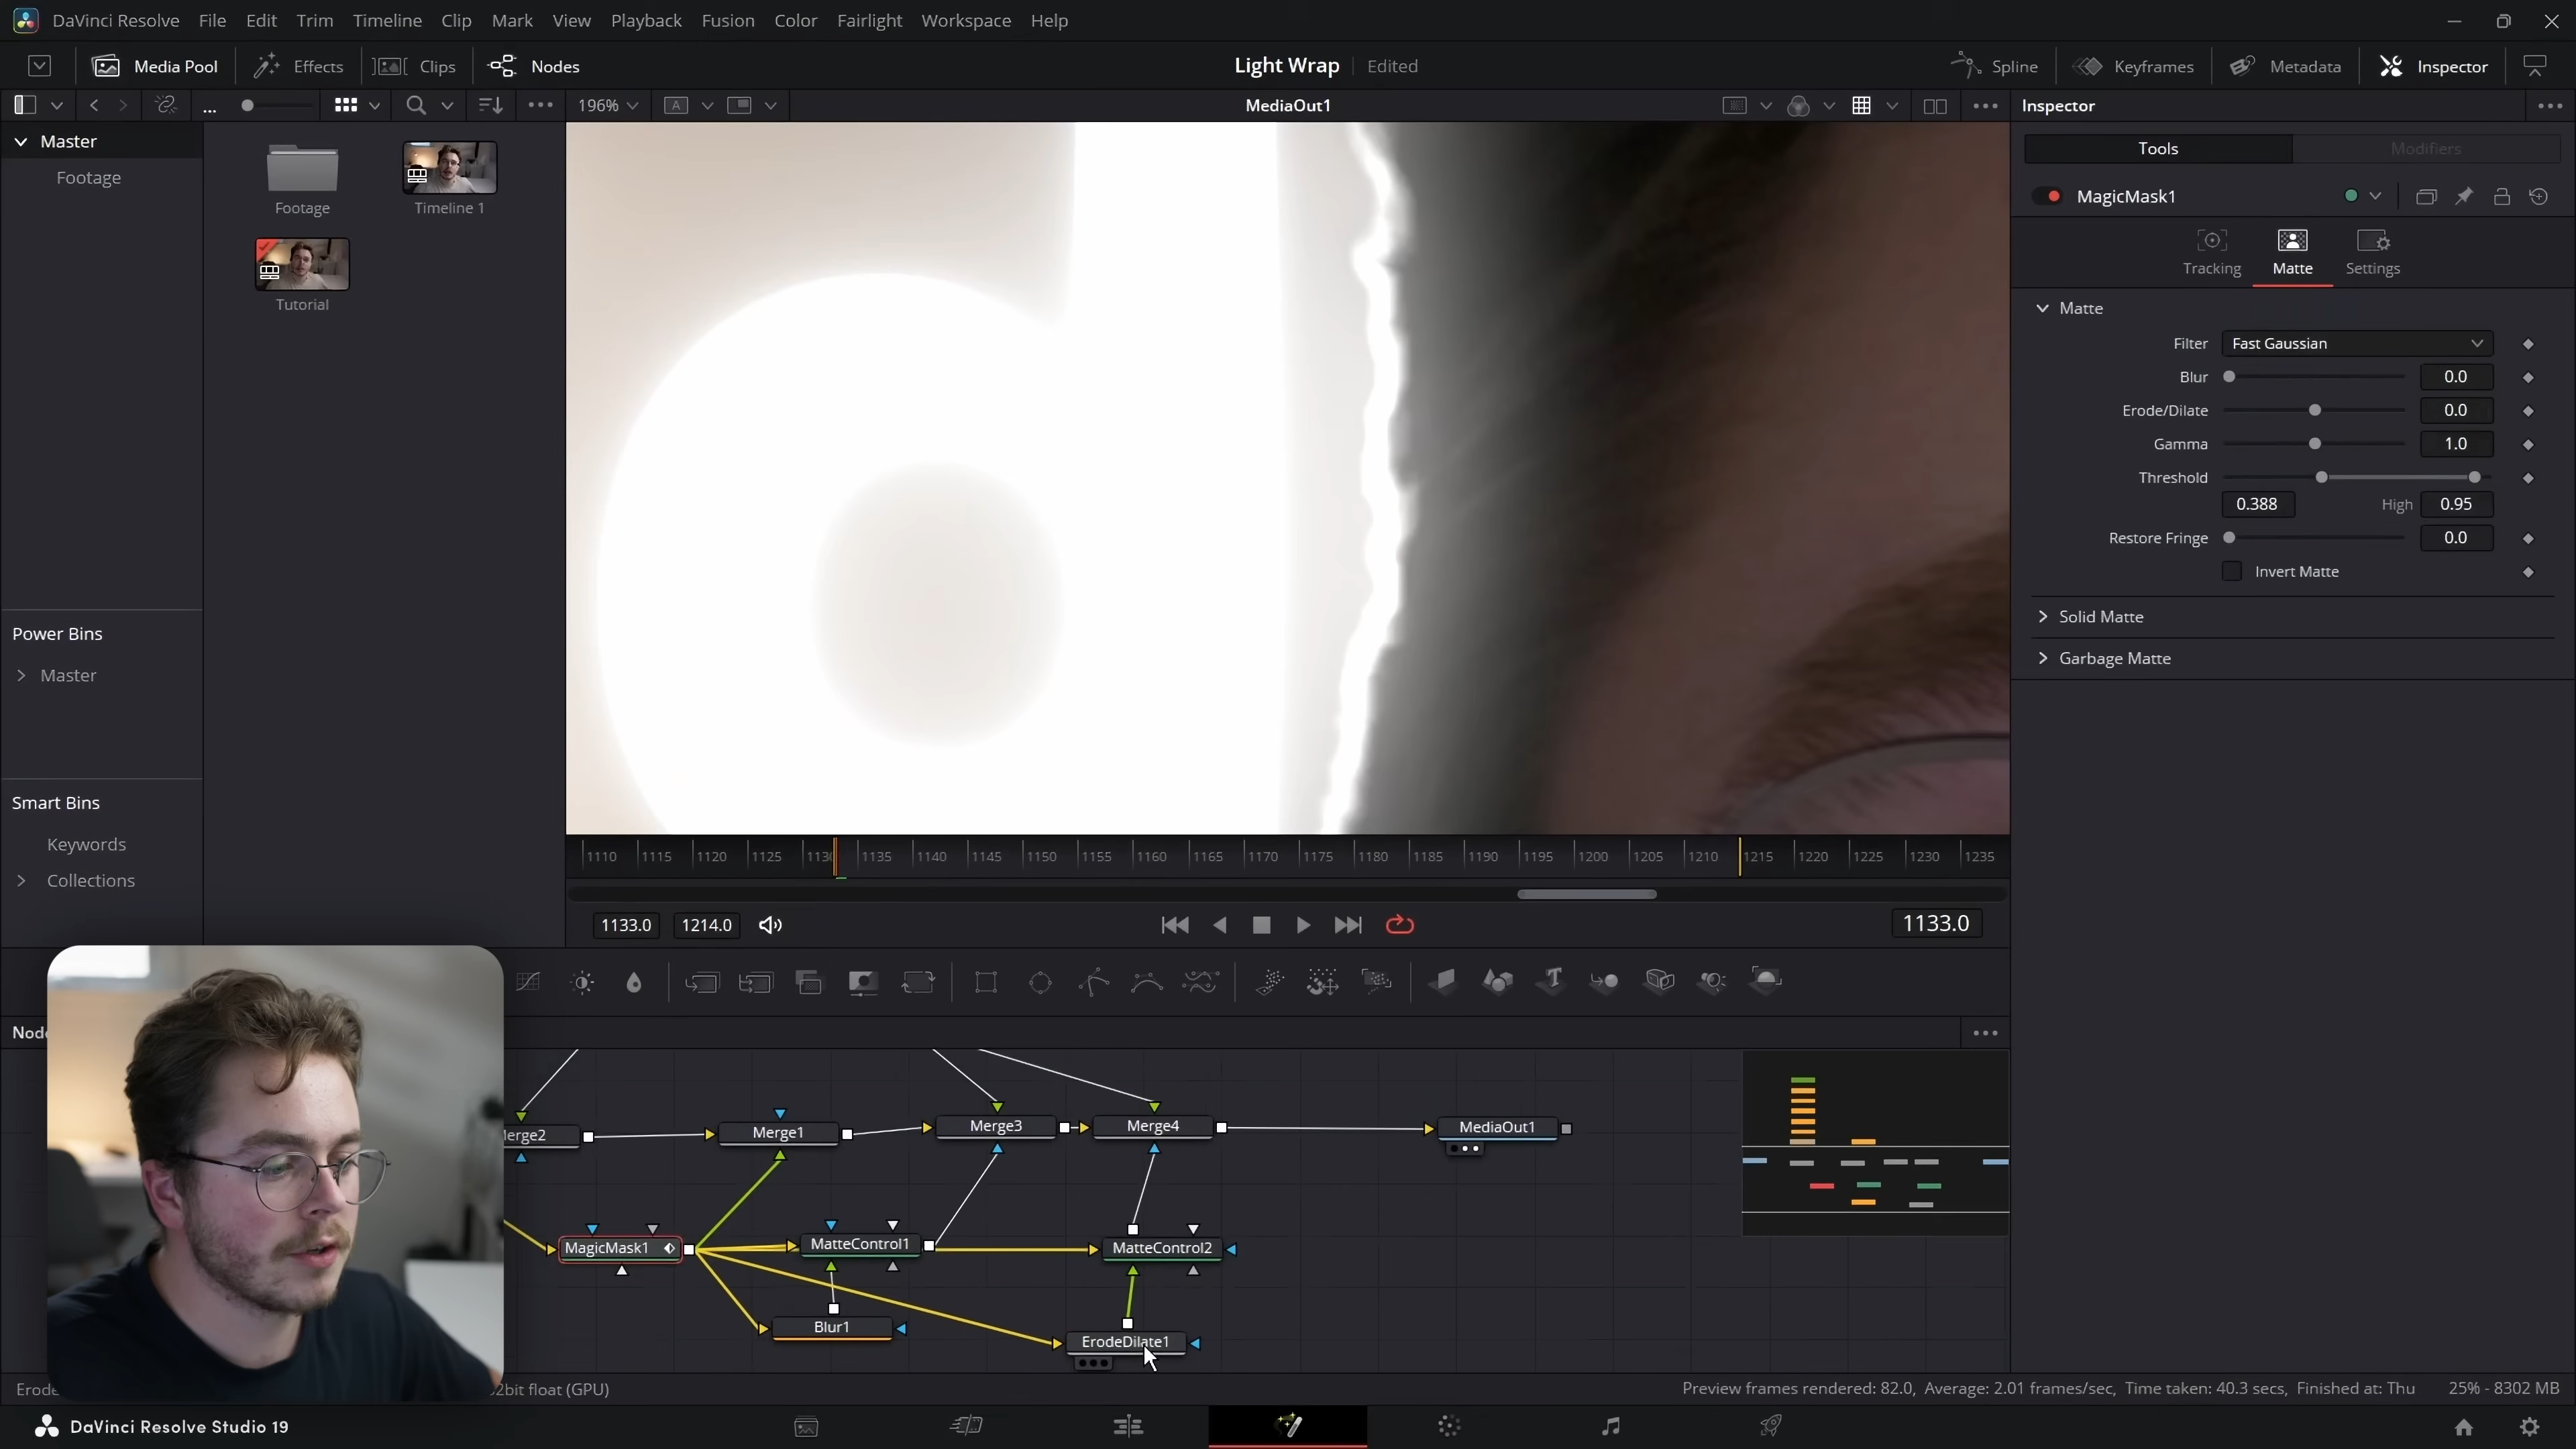 DaVinci Resolve File Edit Trim Timeline Clip Mark View Playback Fusion Color Fairlight Workspace Help
Media Pool Effects Clips Nodes Light Wrap Edited Spline Keyframes Metadata Inspector
... 196% A MediaOut1 Inspector
Master
Footage
Footage
Timeline 1
Tutorial
Power Bins
Master
Smart Bins
Keywords
Collections
Tools Modifiers
MagicMask1
Tracking Matte Settings
Matte
Filter Fast Gaussian
Blur 0.0
Erode/Dilate 0.0
Gamma 1.0
Threshold
0.388 High 0.95
Restore Fringe 0.0
Invert Matte
Solid Matte
Garbage Matte
1110 1115 1120 1125 1135 1140 1145 1150 1155 1160 1165 1170 1175 1180 1185 1190 1195 1200 1205 1210 1215 1220 1225 1230 1235
1133.0 1214.0 1133.0
Merge1 Merge3 Merge4 MediaOut1
MagicMask1 MatteControl1 MatteControl2
Blur1 ErodeDilate1
(GPU) Preview frames rendered: 82.0, Average: 2.01 frames/sec, Time taken: 40.3 secs, Finished at: Thu 25% - 8302 MB
DaVinci Resolve Studio 19